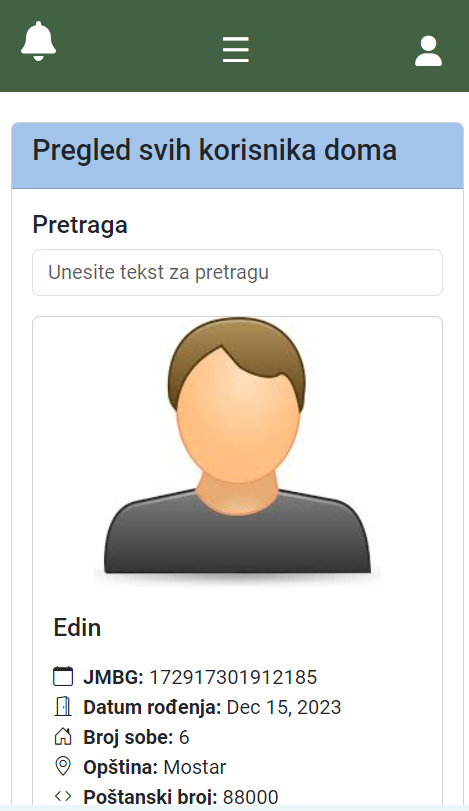 Pregled svih korisnika doma
Pretraga
Unesite tekst za pretragu
Edin
JMBG: 172917301912185
Datum rođenja: Dec 15, 2023
Broj sobe: 6
Opština: Mostar
Poštanski broj: 88000